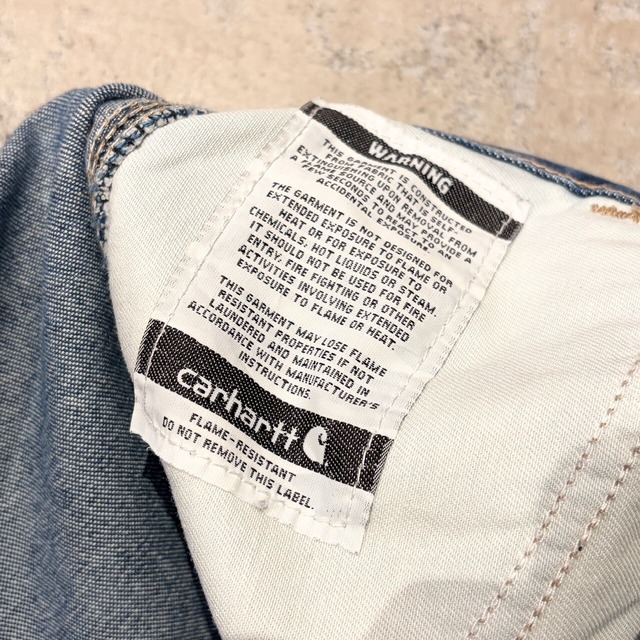 WARNING
THIS GARMENT IS CONSTRUCTED
FROM FABRIC THAT IS SELF-
EXTINGUISHING UPON REMOVAL FROM
A FLAME SOURCE AND MAY PROVIDE A
FEW SECONDS TO REACT TO AN
ACCIDENTAL EXPOSURE.
THE GARMENT IS NOT DESIGNED FOR
EXTENDED EXPOSURE TO FLAME OR
HEAT OR FOR EXPOSURE TO
CHEMICALS, HOT LIQUIDS OR STEAM.
IT SHOULD NOT BE USED FOR FIRE
ENTRY, FIRE FIGHTING OR OTHER
ACTIVITIES INVOLVING EXTENDED
EXPOSURE TO FLAME OR HEAT.
THIS GARMENT MAY LOSE FLAME
RESISTANT PROPERTIES IF NOT
LAUNDERED AND MAINTAINED IN
ACCORDANCE WITH MANUFACTURER'S
INSTRUCTIONS.
carhartt
FLAME-RESISTANT
DO NOT REMOVE THIS LABEL.